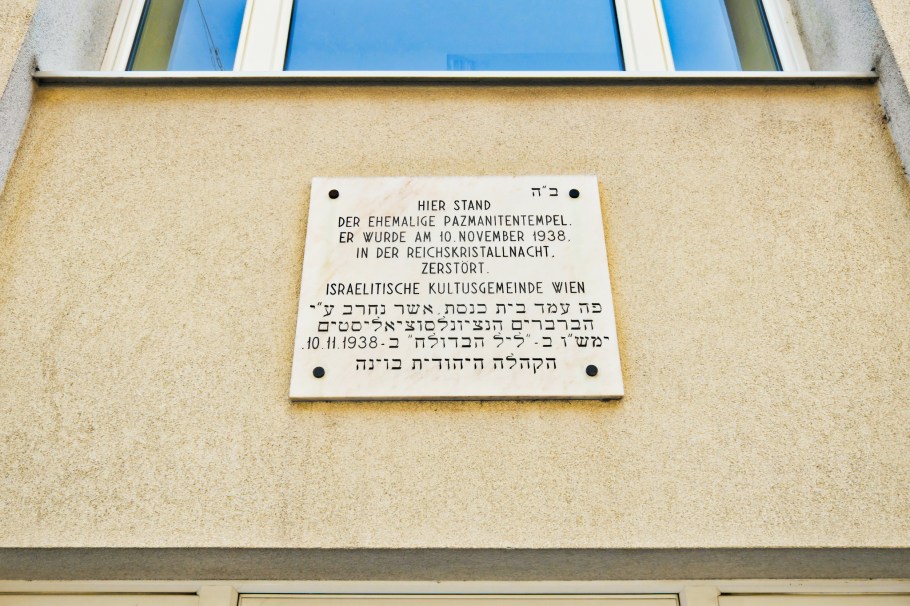 ב"ה
HIER STAND
DER EHEMALIGE PAZMANITENTEMPEL.
ER WURDE AM 10. NOVEMBER 1938.
IN DER REICHSKRISTALLNACHT.
ZERSTÖRT.
ISRAELITISCHE KULTUSGEMEINDE WIEN
פה עמד בית כנסת. אשר נחרב ע"י
הברברים הנציונלסוציאליסטים
ימש"ו ב-"ליל הבדולח" ב-10.11.1938.
הקהלה היהודית בוינה